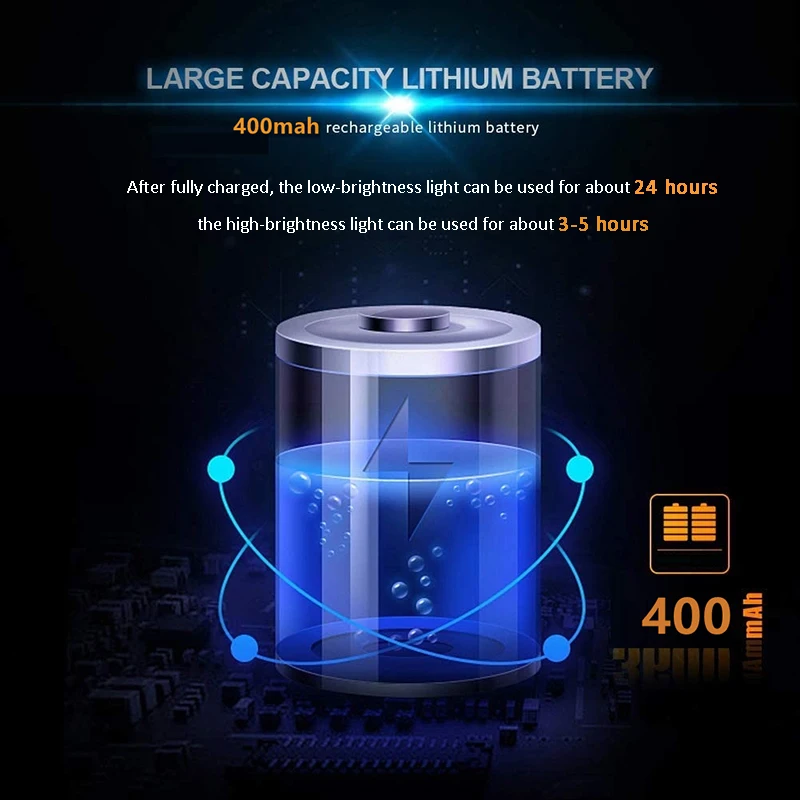 LARGE CAPACITY LITHIUM BATTERY
400mah rechargeable lithium battery
After fully charged, the low-brightness light can be used for about 24 hours
the high-brightness light can be used for about 3-5 hours
400 mAh